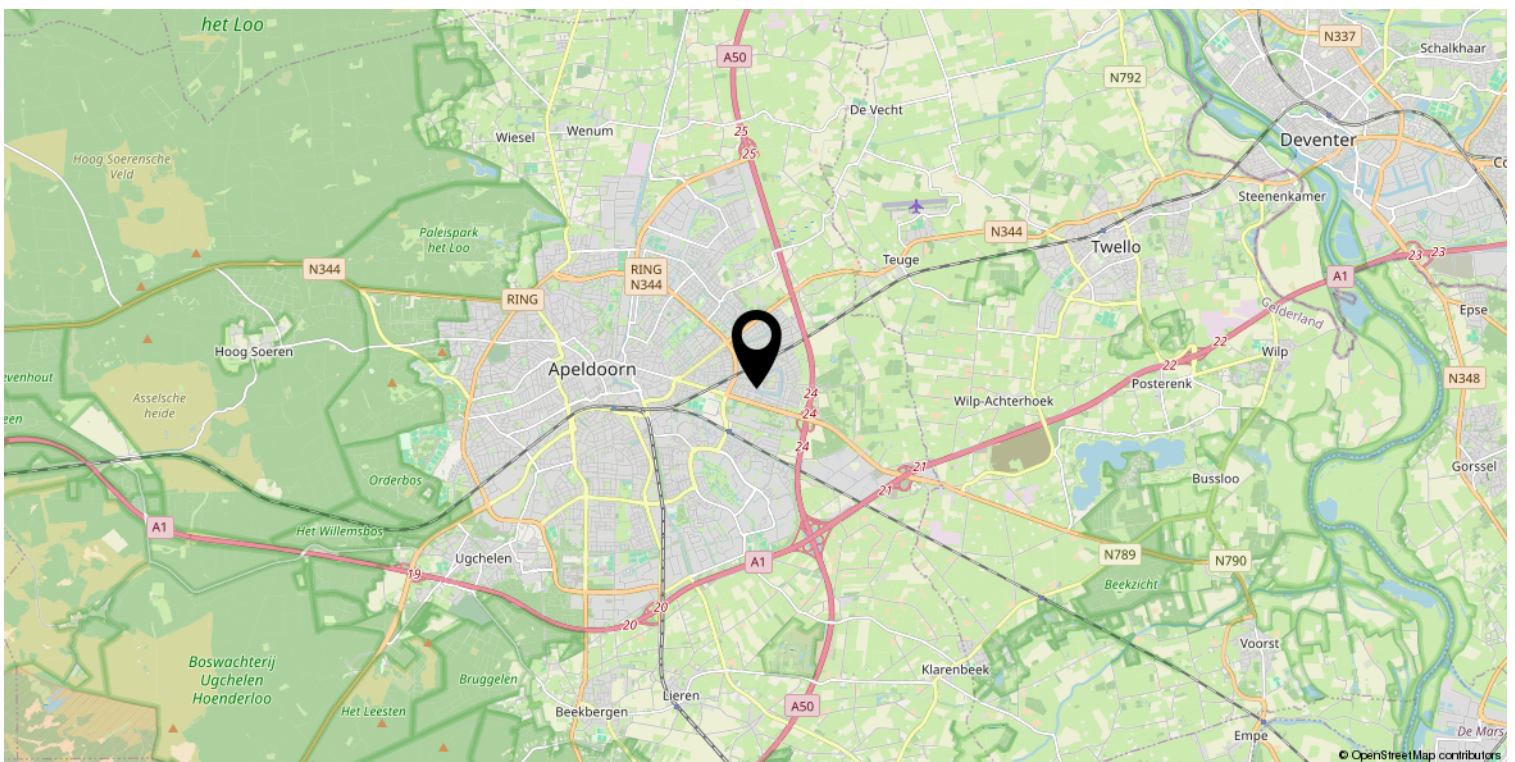 het Loo
A50
N337
Schalkhaar
N792
De Vecht
Wiesel
Wenum
25
25
Deventer
Hoog Soerensche
Veld
Steenenkamer
Paleispark
het Loo
N344
Teuge
Twello
23
23
N344
RING
N344
RING
A1
Gelderland
Epse
Hoog Soeren
22
22
Wilp
Apeldoorn
evenhout
Posterenk
N348
24
24
24
Asselsche
heide
Wilp-Achterhoek
een
Orderbos
21
21
Bussloo
Gorssel
A1
Het Willemsbos
Ugchelen
19
A1
N789
N790
Beekzicht
20
20
Voorst
Boswachterij
Ugchelen
Hoenderloo
Bruggelen
Klarenbeek
Lieren
Het Leesten
Beekbergen
A50
Empe
De Mars
© OpenStreetMap contributors